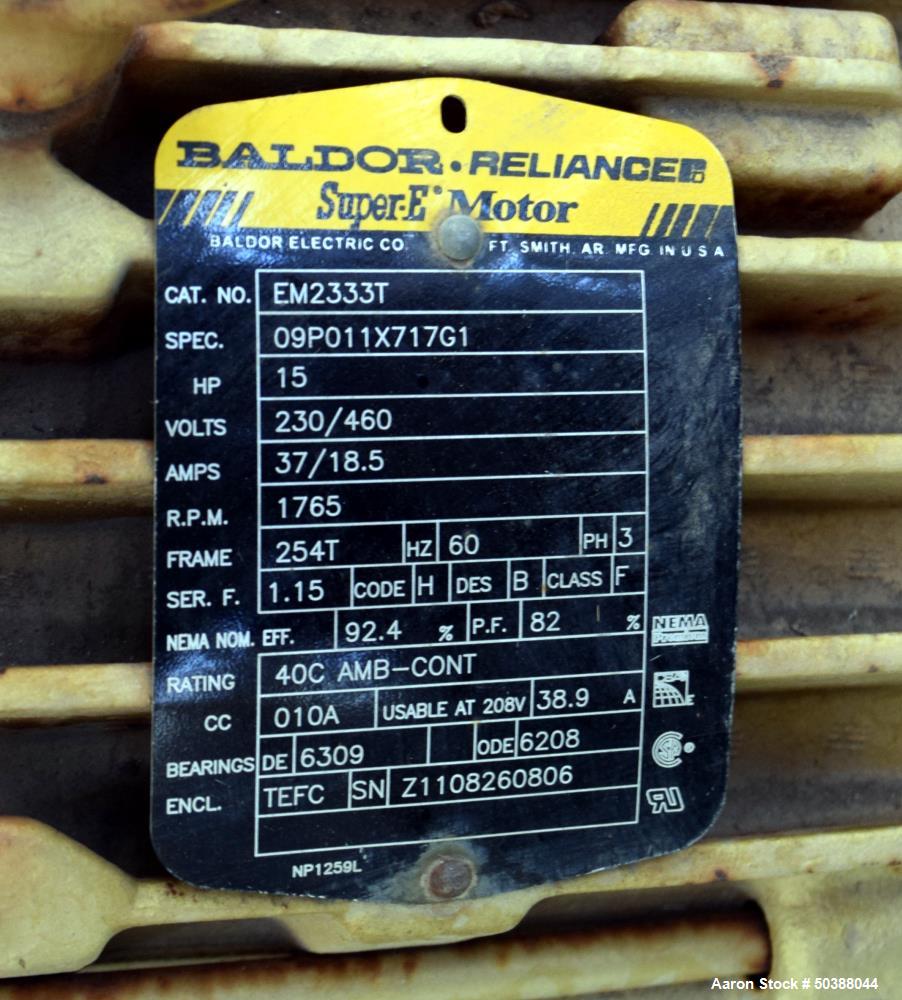 BALDOR • RELIANCER
Super-E® Motor
BALDOR ELECTRIC CO. FT. SMITH, AR. MFG. IN U S A
CAT. NO. EM2333T
SPEC. 09P011X717G1
HP 15
VOLTS 230/460
AMPS 37/18.5
R.P.M. 1765
FRAME 254T HZ 60 PH 3
SER. F. 1.15 CODE H DES B CLASS F
NEMA NOM. EFF. 92.4 % P.F. 82 %
NEMA
Premium
RATING 40C AMB-CONT
CC 010A USABLE AT 208V 38.9 A
BEARINGS DE 6309 ODE 6208
ENCL. TEFC SN Z1108260806
NP1259L
Aaron Stock # 50388044